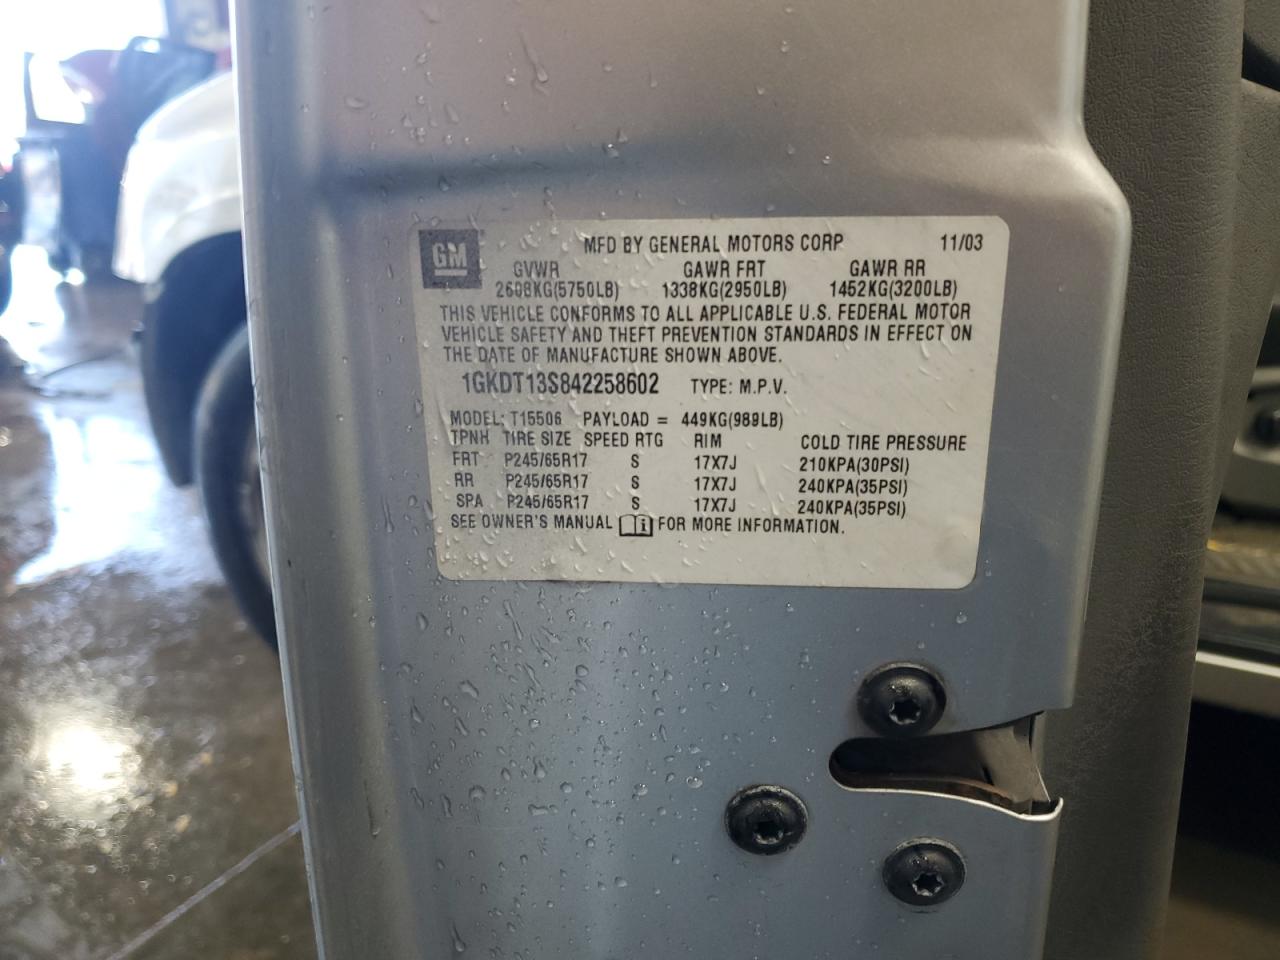 GM MFD BY GENERAL MOTORS CORP 11/03
GVWR GAWR FRT GAWR RR
2608KG(5750LB) 1338KG(2950LB) 1452KG(3200LB)
THIS VEHICLE CONFORMS TO ALL APPLICABLE U.S. FEDERAL MOTOR
VEHICLE SAFETY AND THEFT PREVENTION STANDARDS IN EFFECT ON
THE DATE OF MANUFACTURE SHOWN ABOVE.
1GKDT13S842258602 TYPE: M.P.V.
MODEL: T15506 PAYLOAD = 449KG(989LB)
TPNH TIRE SIZE SPEED RTG RIM COLD TIRE PRESSURE
FRT P245/65R17 S 17X7J 210KPA(30PSI)
RR P245/65R17 S 17X7J 240KPA(35PSI)
SPA P245/65R17 S 17X7J 240KPA(35PSI)
SEE OWNER'S MANUAL i FOR MORE INFORMATION.